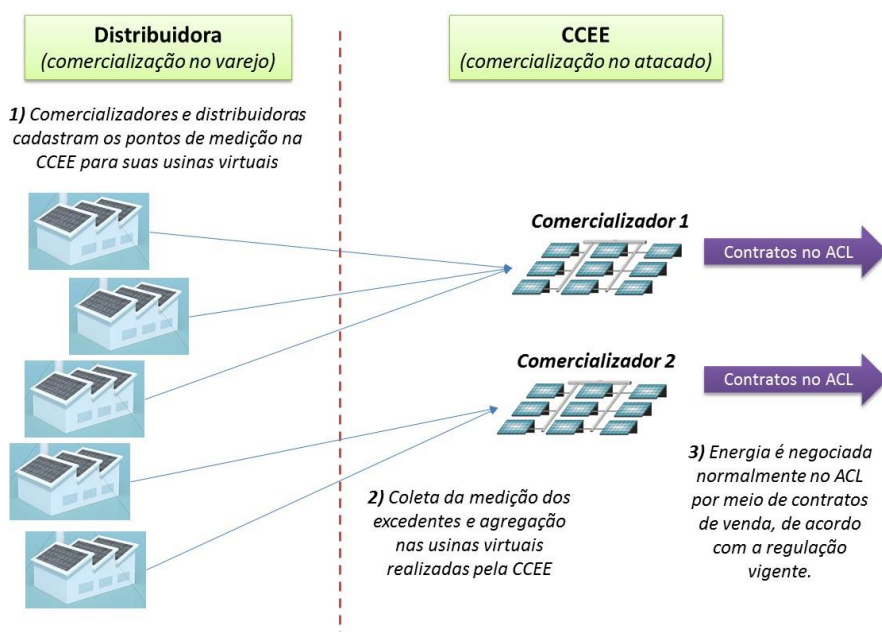 Distribuidora
(comercialização no varejo)
CCEE
(comercialização no atacado)
1) Comercializadores e distribuidoras
cadastram os pontos de medição na
CCEE para suas usinas virtuais
Comercializador 1
Contratos no ACL
Comercializador 2
Contratos no ACL
2) Coleta da medição dos
excedentes e agregação
nas usinas virtuais
realizadas pela CCEE
3) Energia é negociada
normalmente no ACL
por meio de contratos
de venda, de acordo
com a regulação
vigente.